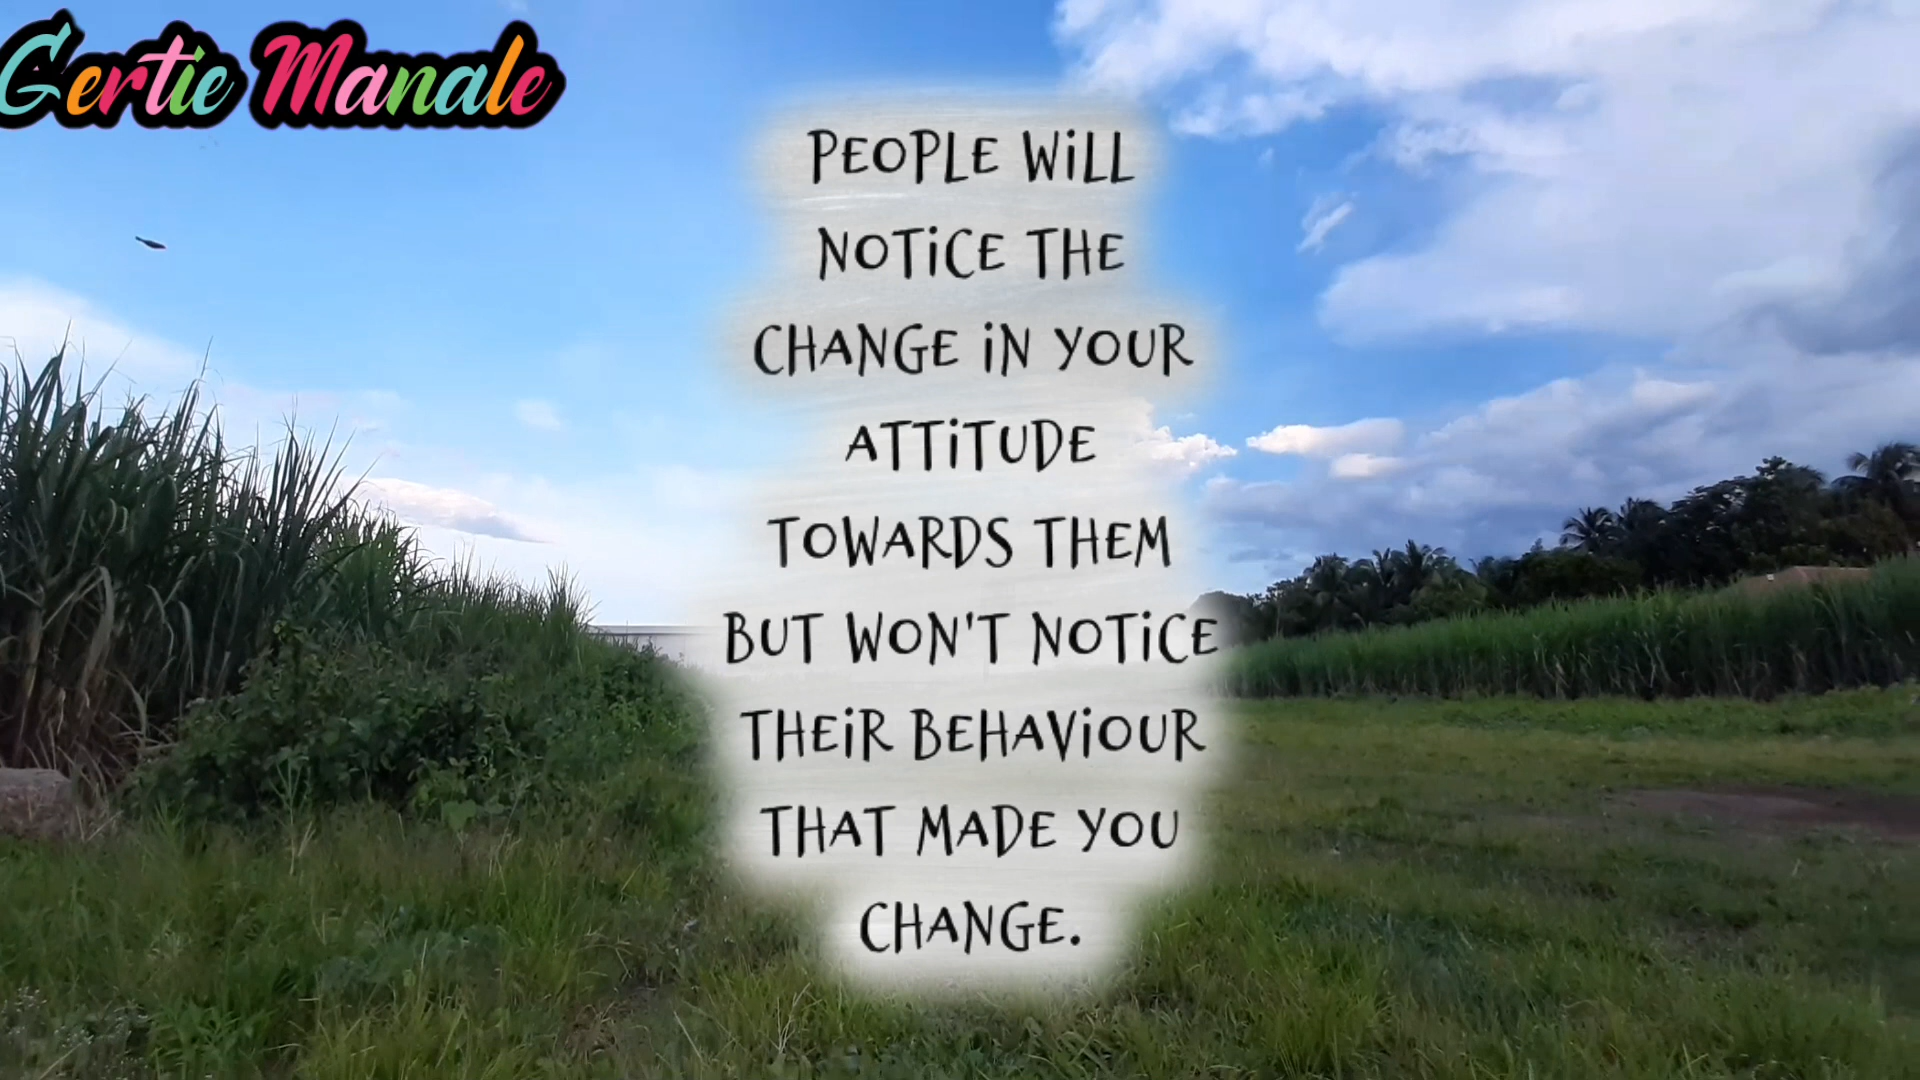 Gertie Manale
PEOPLE WILL
NOTICE THE
CHANGE IN YOUR
ATTITUDE
TOWARDS THEM
BUT WON'T NOTICE
THEIR BEHAVIOUR
THAT MADE YOU
CHANGE.